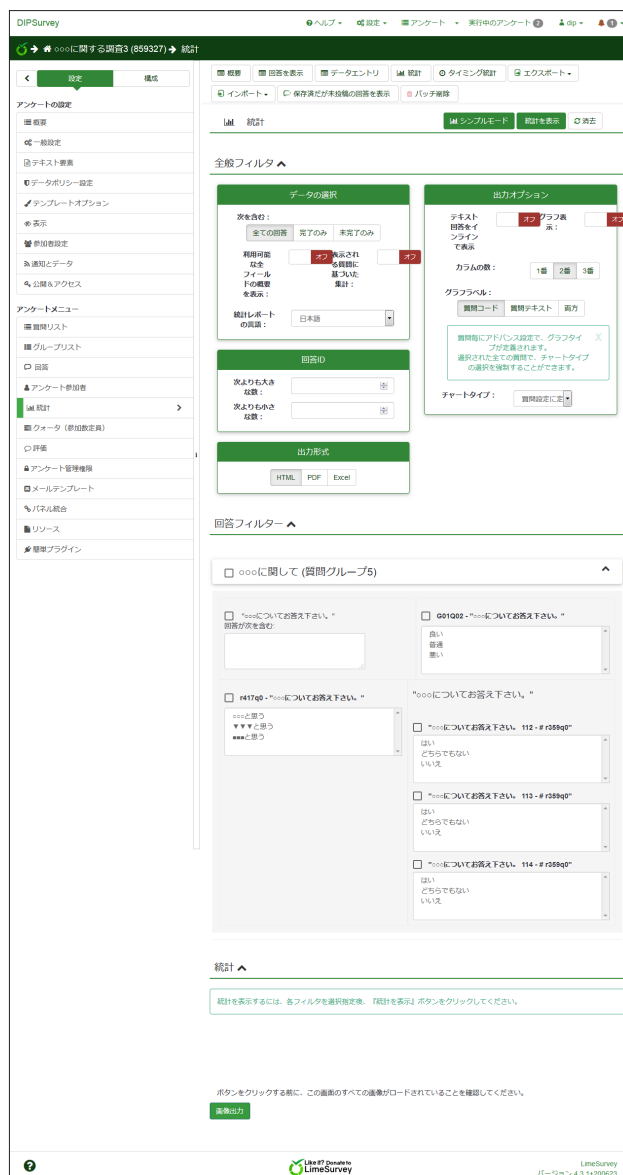 DIPSurvey
ヘルプ
設定
アンケート
実行中のアンケート 2
dip
○○○に関する調査3 (859327)
統計
設定
構成
アンケートの設定
概要
一般設定
テキスト要素
データポリシー設定
テンプレートオプション
表示
参加者設定
通知とデータ
公開&アクセス
アンケートメニュー
質問リスト
グループリスト
回答
アンケート参加者
統計
クォータ（参加数定員）
評価
アンケート管理権限
メールテンプレート
パネル統合
リソース
簡単プラグイン
概要
回答を表示
データエントリ
統計
タイミング統計
エクスポート
インポート
保存済だが未投稿の回答を表示
バッチ削除
統計
シンプルモード
統計を表示
消去
全般フィルタ
データの選択
次を含む：
全ての回答
完了のみ
未完了のみ
利用可能
な全
フィール
ドの概要
を表示：
オフ
表示され
る質問に
基づいた
集計：
オフ
統計レポート
の言語：
日本語
回答ID
次よりも大き
な数：
次よりも小さ
な数：
出力形式
HTML
PDF
Excel
出力オプション
テキスト
回答をイ
ンライン
で表示
オフ
グラフ表
示：
オフ
カラムの数：
1番
2番
3番
グラフラベル：
質問コード
質問テキスト
両方
質問毎にアドバンス設定で、グラフタイ
プが定義されます。
選択された全ての質問で、チャートタイプ
の選択を強制することができます。
X
チャートタイプ：
質問設定に定
回答フィルター
○○○に関して (質問グループ5)
"○○○についてお答え下さい。"
回答が次を含む:
G01Q02 - "○○○についてお答え下さい。"
良い
普通
悪い
r417q0 - "○○○についてお答え下さい。"
○○○と思う
▼▼▼と思う
■■■と思う
"○○○についてお答え下さい。"
"○○○についてお答え下さい。 112 - # r359q0"
はい
どちらでもない
いいえ
"○○○についてお答え下さい。 113 - # r359q0"
はい
どちらでもない
いいえ
"○○○についてお答え下さい。 114 - # r359q0"
はい
どちらでもない
いいえ
統計
統計を表示するには、各フィルタを選択指定後、『統計を表示』ボタンをクリックしてください。
ボタンをクリックする前に、この画面のすべての画像がロードされていることを確認してください。
画像出力
Like it? Donate to
LimeSurvey
LimeSurvey
バージョン 4.3.1+200623